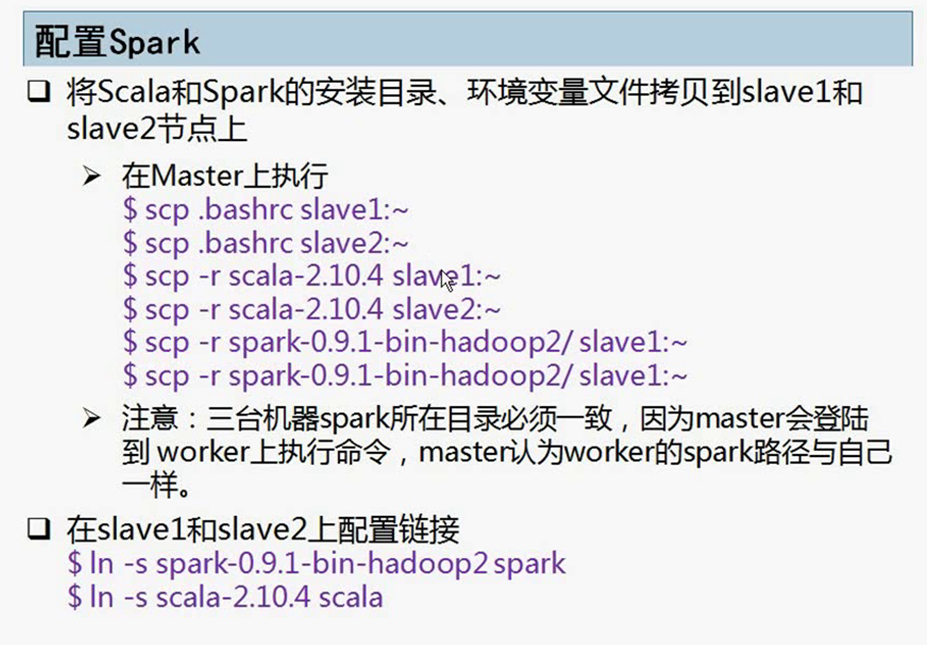 配置Spark
将Scala和Spark的安装目录、环境变量文件拷贝到slave1和
slave2节点上
在Master上执行
$ scp .bashrc slave1:~
$ scp .bashrc slave2:~
$ scp -r scala-2.10.4 slave1:~
$ scp -r scala-2.10.4 slave2:~
$ scp -r spark-0.9.1-bin-hadoop2/ slave1:~
$ scp -r spark-0.9.1-bin-hadoop2/ slave1:~
注意：三台机器spark所在目录必须一致，因为master会登陆
到 worker上执行命令，master认为worker的spark路径与自己
一样。
在slave1和slave2上配置链接
$ ln -s spark-0.9.1-bin-hadoop2 spark
$ ln -s scala-2.10.4 scala